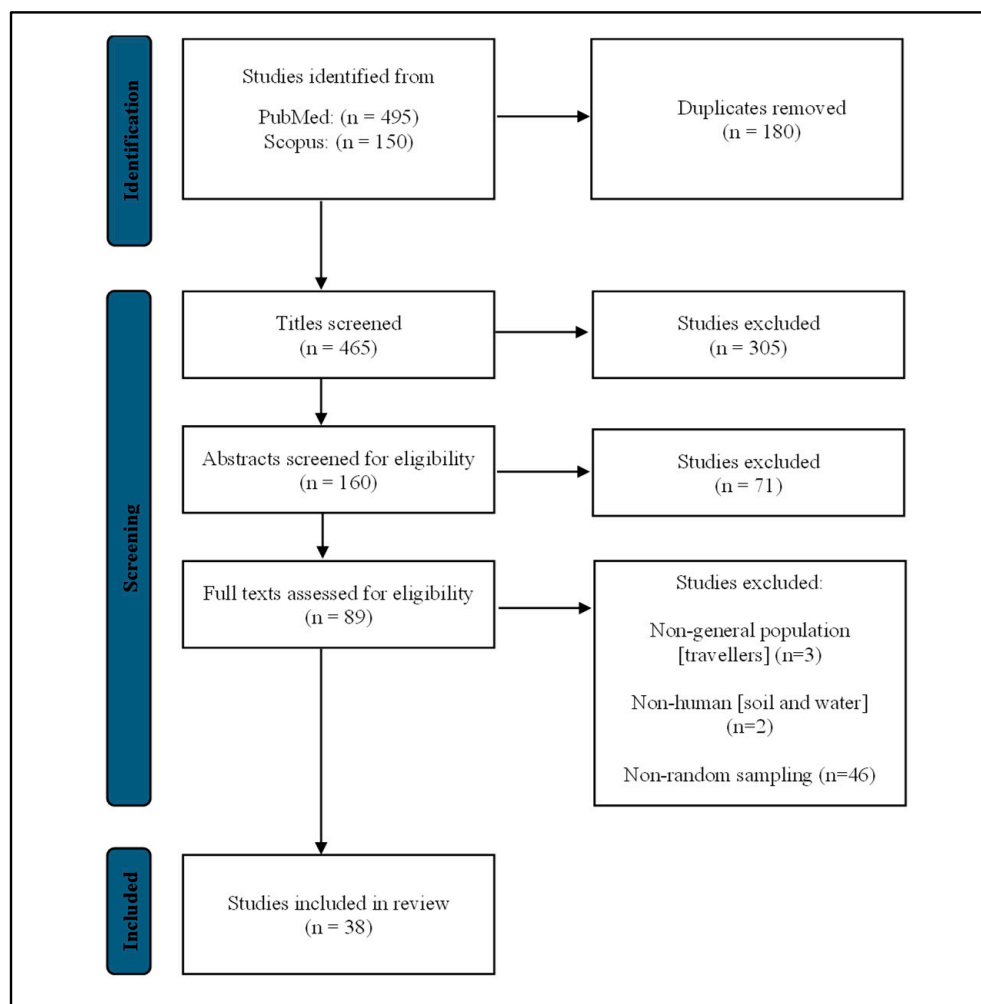 Identification
Studies identified from
PubMed: (n = 495)
Scopus: (n = 150)
Duplicates removed
(n = 180)
Screening
Titles screened
(n = 465)
Studies excluded
(n = 305)
Abstracts screened for eligibility
(n = 160)
Studies excluded
(n = 71)
Full texts assessed for eligibility
(n = 89)
Studies excluded:
Non-general population
[travellers] (n=3)
Non-human [soil and water]
(n=2)
Non-random sampling (n=46)
Included
Studies included in review
(n = 38)